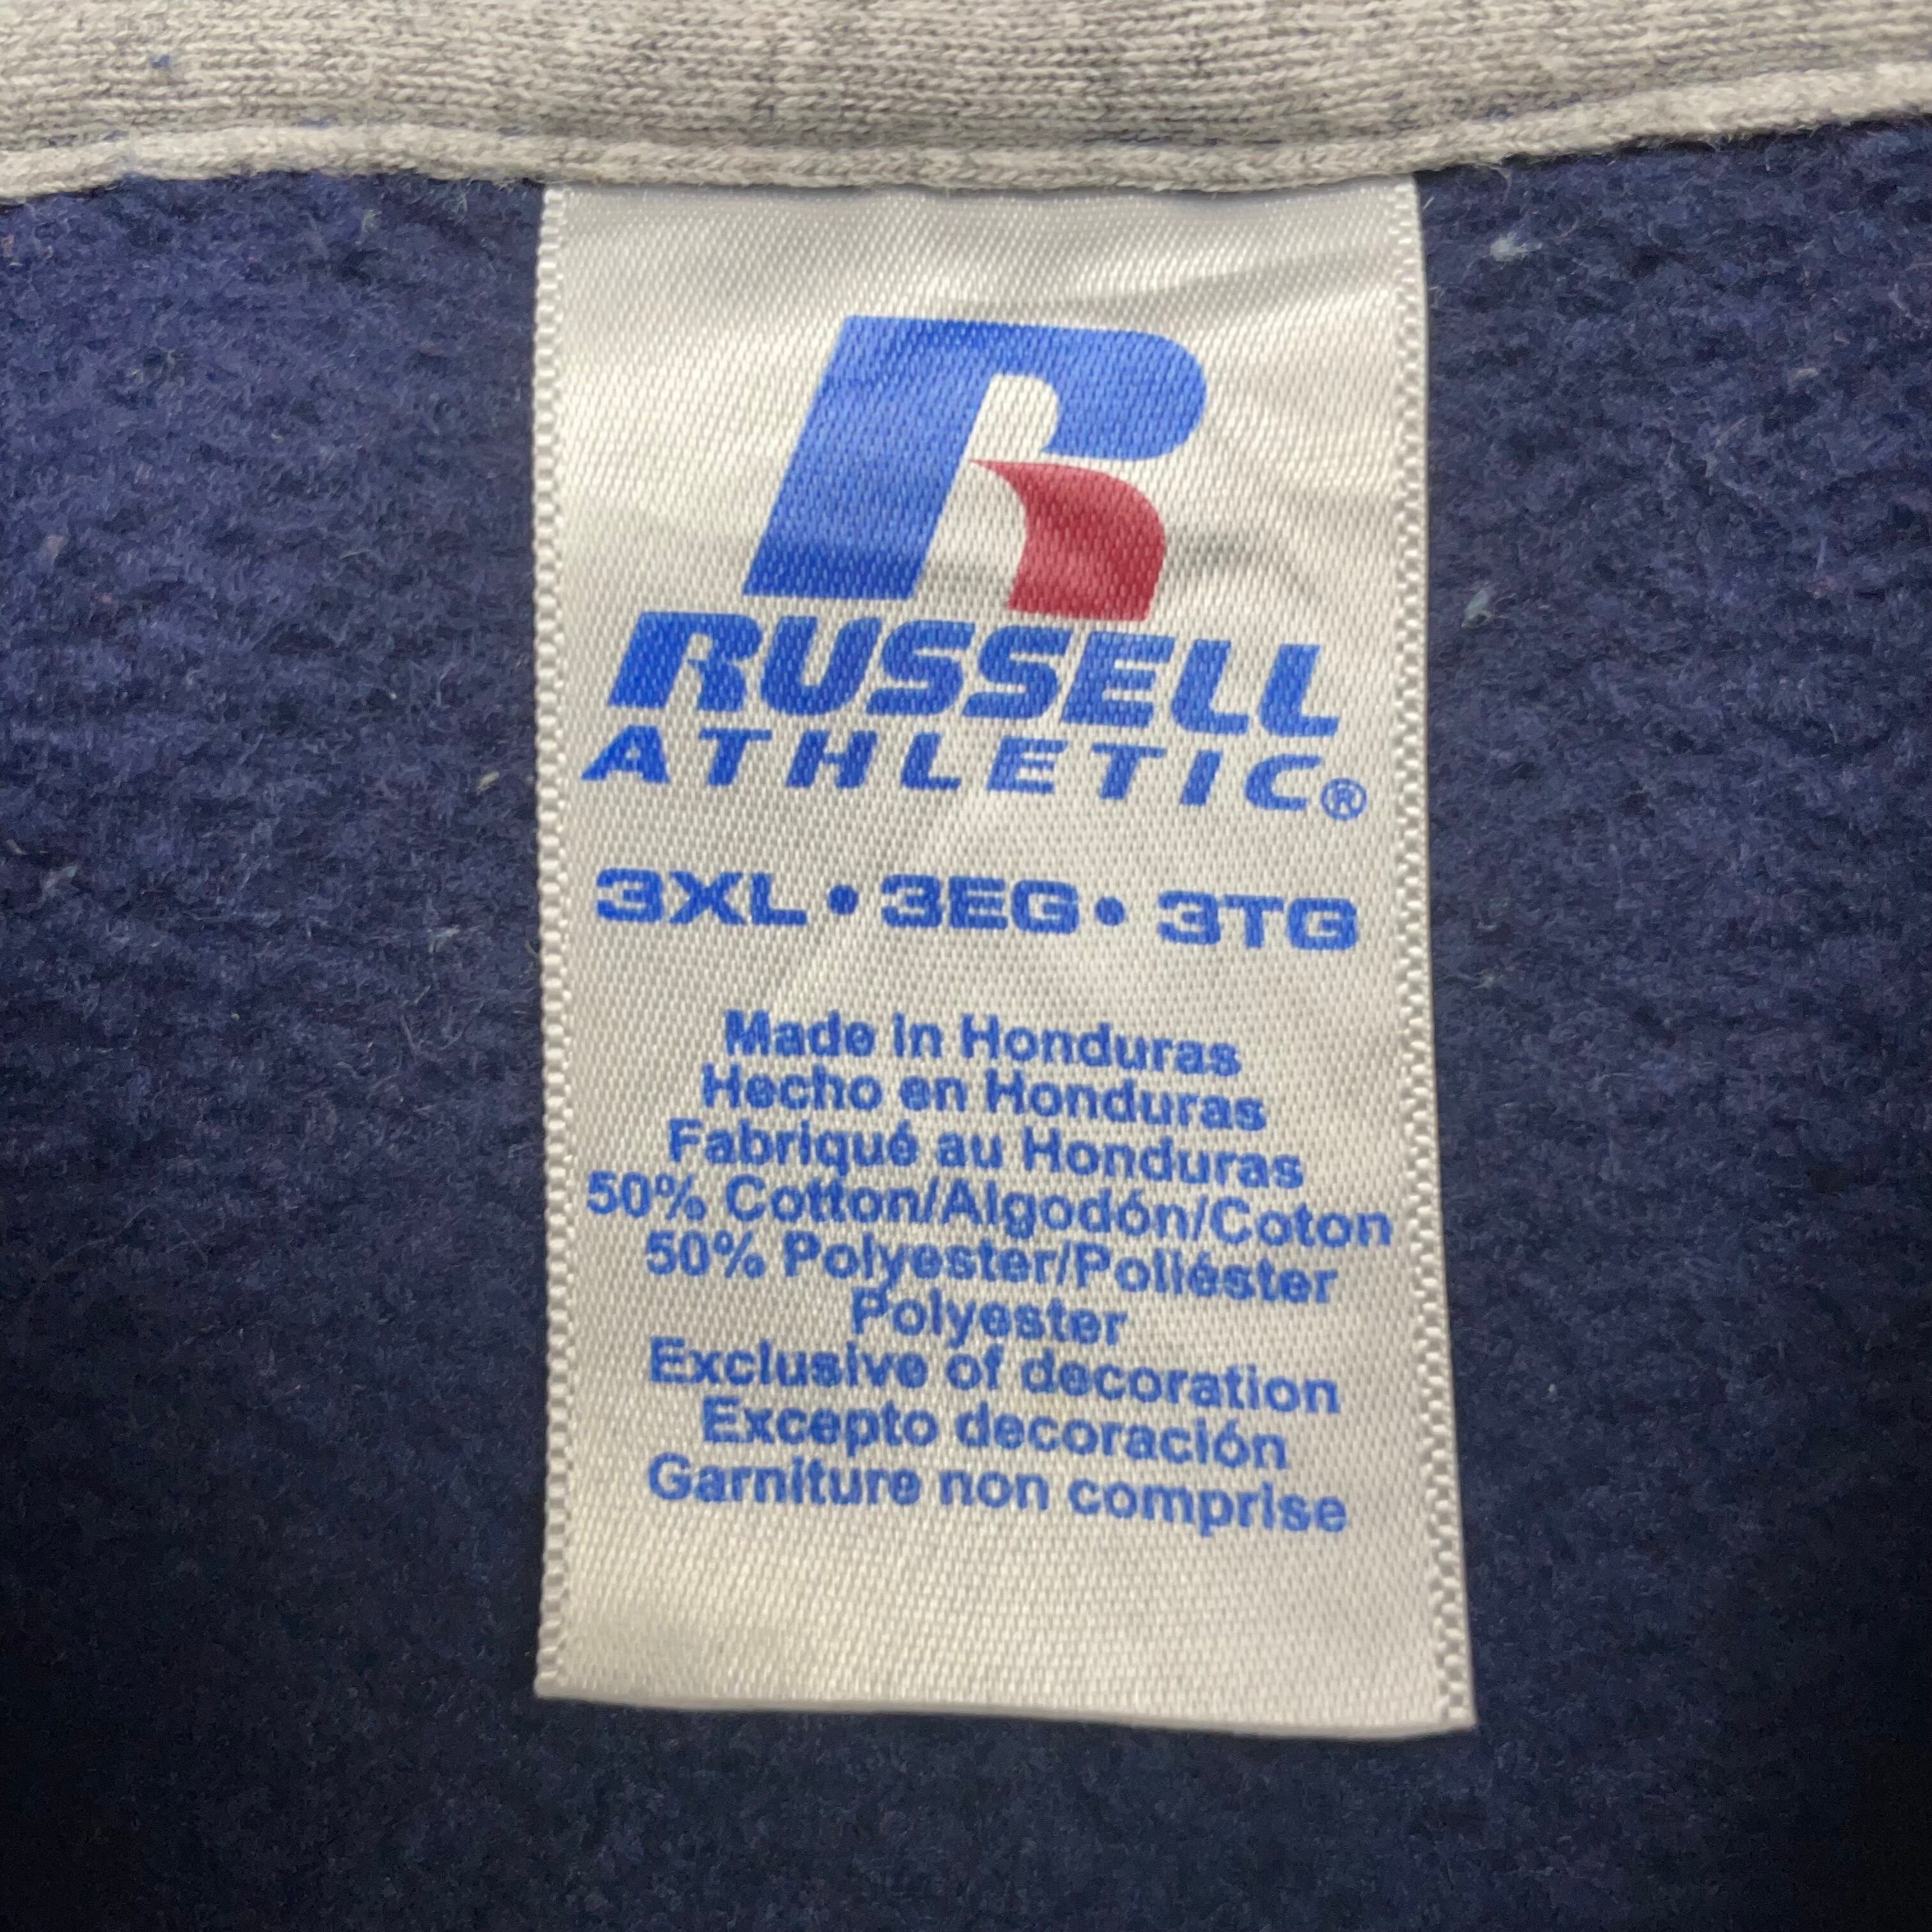 RUSSELL
ATHLETIC®
3XL • 3EG • 3TG
Made in Honduras
Hecho en Honduras
Fabriqué au Honduras
50% Cotton/Algodón/Coton
50% Polyester/Poliéster
Polyester
Exclusive of decoration
Excepto decoración
Garniture non comprise